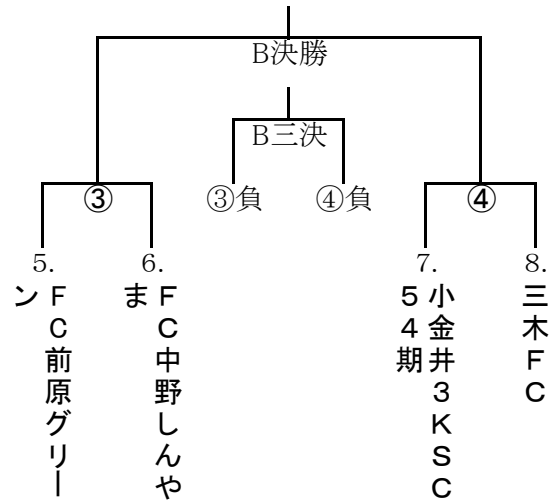 B決勝
B三決
③
③負
④負
④
5.
6.
7.
8.
FC前原グリー
ン
FC中野しんや
ま
小金井3KSC
54期
三木FC